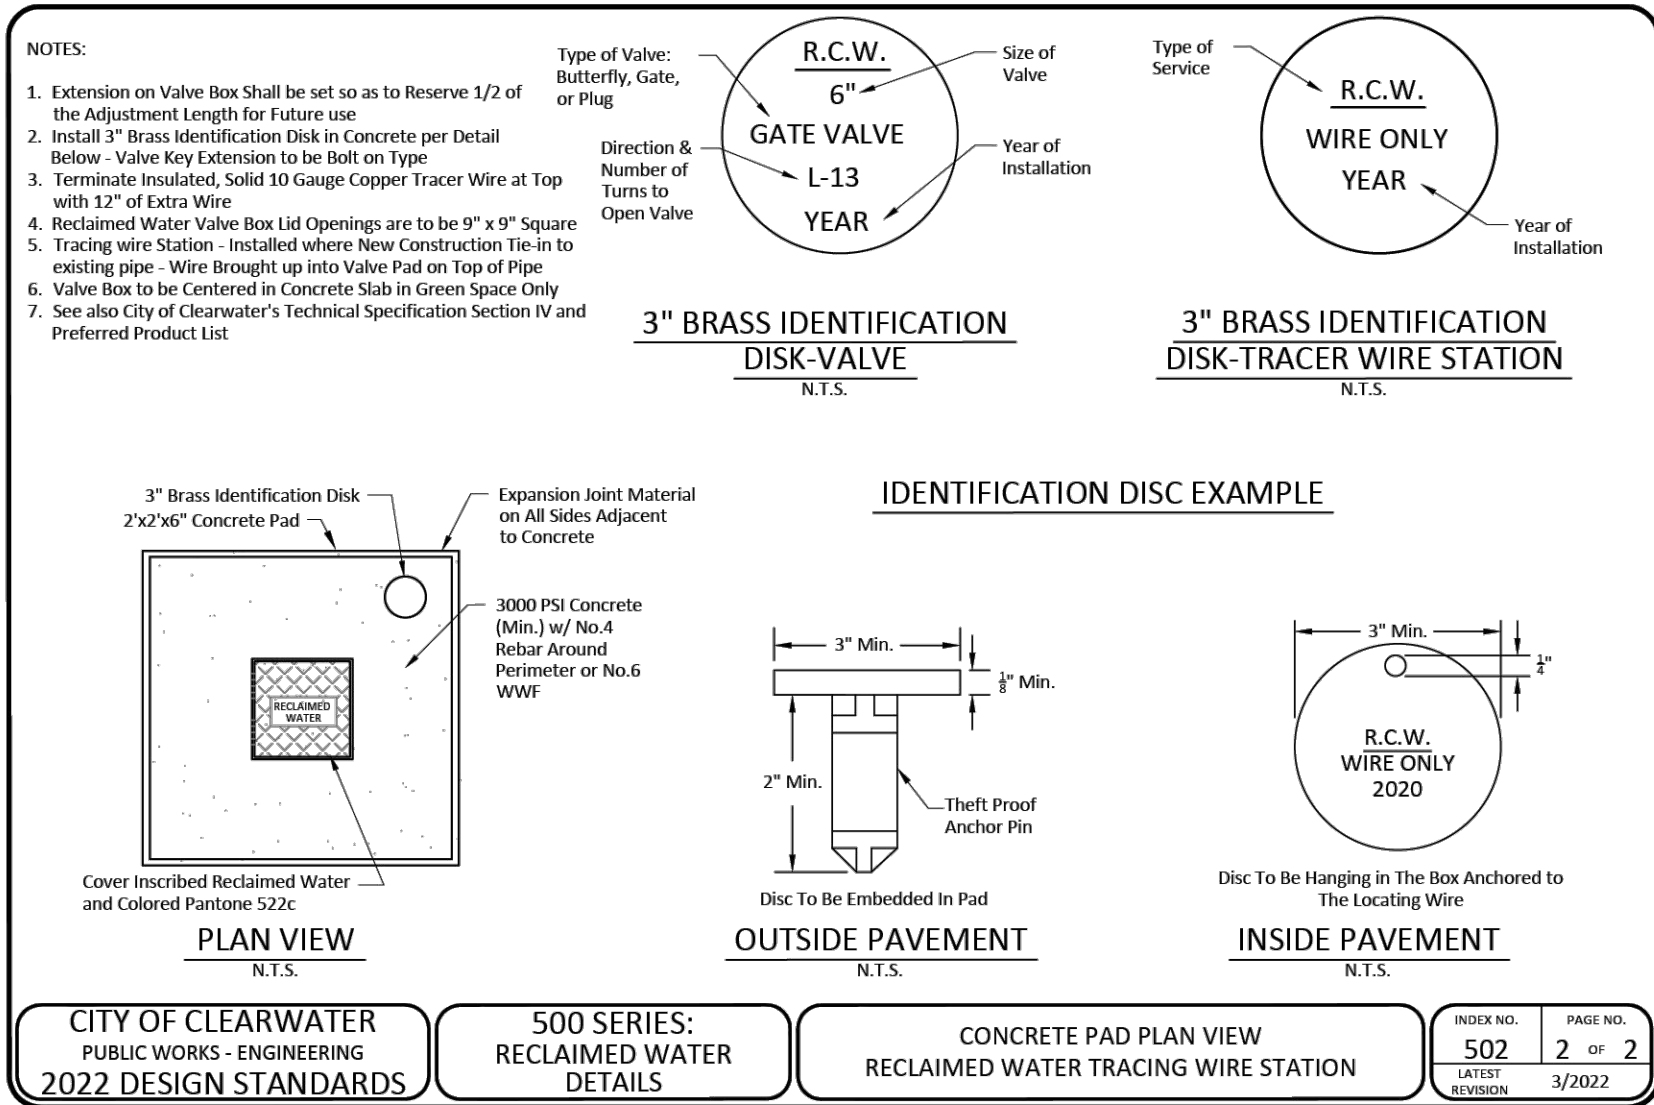 NOTES:
1. Extension on Valve Box Shall be set so as to Reserve 1/2 of
the Adjustment Length for Future use
2. Install 3" Brass Identification Disk in Concrete per Detail
Below - Valve Key Extension to be Bolt on Type
3. Terminate Insulated, Solid 10 Gauge Copper Tracer Wire at Top
with 12" of Extra Wire
4. Reclaimed Water Valve Box Lid Openings are to be 9" x 9" Square
5. Tracing wire Station - Installed where New Construction Tie-in to
existing pipe - Wire Brought up into Valve Pad on Top of Pipe
6. Valve Box to be Centered in Concrete Slab in Green Space Only
7. See also City of Clearwater's Technical Specification Section IV and
Preferred Product List
Type of Valve:
Butterfly, Gate,
or Plug
Direction &
Number of
Turns to
Open Valve
R.C.W.
6"
GATE VALVE
L-13
YEAR
Size of
Valve
Year of
Installation
3" BRASS IDENTIFICATION
DISK-VALVE
N.T.S.
Type of
Service
R.C.W.
WIRE ONLY
YEAR
Year of
Installation
3" BRASS IDENTIFICATION
DISK-TRACER WIRE STATION
N.T.S.
3" Brass Identification Disk
2'x2'x6" Concrete Pad
Expansion Joint Material
on All Sides Adjacent
to Concrete
3000 PSI Concrete
(Min.) w/ No.4
Rebar Around
Perimeter or No.6
WWF
RECLAIMED
WATER
Cover Inscribed Reclaimed Water
and Colored Pantone 522c
PLAN VIEW
N.T.S.
IDENTIFICATION DISC EXAMPLE
3" Min.
1/8" Min.
2" Min.
Theft Proof
Anchor Pin
Disc To Be Embedded In Pad
OUTSIDE PAVEMENT
N.T.S.
3" Min.
1/4"
R.C.W.
WIRE ONLY
2020
Disc To Be Hanging in The Box Anchored to
The Locating Wire
INSIDE PAVEMENT
N.T.S.
CITY OF CLEARWATER
PUBLIC WORKS - ENGINEERING
2022 DESIGN STANDARDS
500 SERIES:
RECLAIMED WATER
DETAILS
CONCRETE PAD PLAN VIEW
RECLAIMED WATER TRACING WIRE STATION
INDEX NO.
502
PAGE NO.
2 OF 2
LATEST
REVISION
3/2022